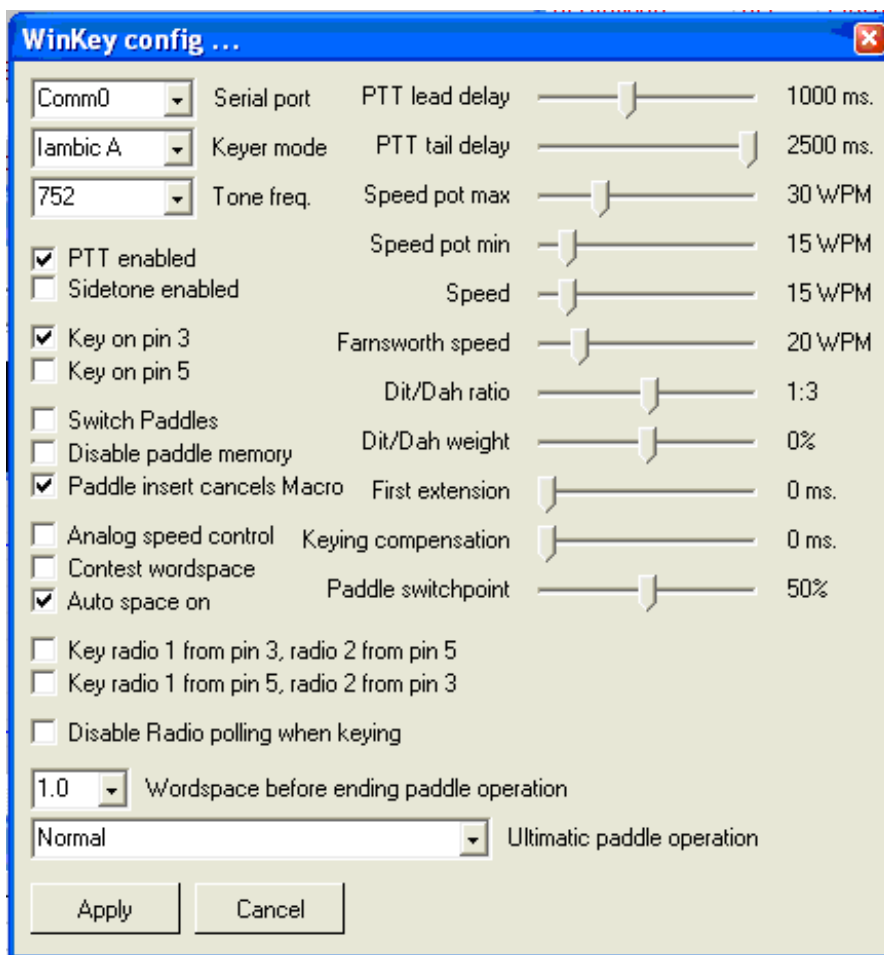 WinKey config ...
Comm0 Serial port PTT lead delay 1000 ms.
Iambic A Keyer mode PTT tail delay 2500 ms.
752 Tone freq. Speed pot max 30 WPM
Speed pot min 15 WPM
PTT enabled
Sidetone enabled Speed 15 WPM
Key on pin 3 Farnsworth speed 20 WPM
Key on pin 5
Dit/Dah ratio 1:3
Switch Paddles
Disable paddle memory Dit/Dah weight 0%
Paddle insert cancels Macro First extension 0 ms.
Analog speed control Keying compensation 0 ms.
Contest wordspace
Auto space on Paddle switchpoint 50%
Key radio 1 from pin 3, radio 2 from pin 5
Key radio 1 from pin 5, radio 2 from pin 3
Disable Radio polling when keying
1.0 Wordspace before ending paddle operation
Normal Ultimatic paddle operation
Apply Cancel